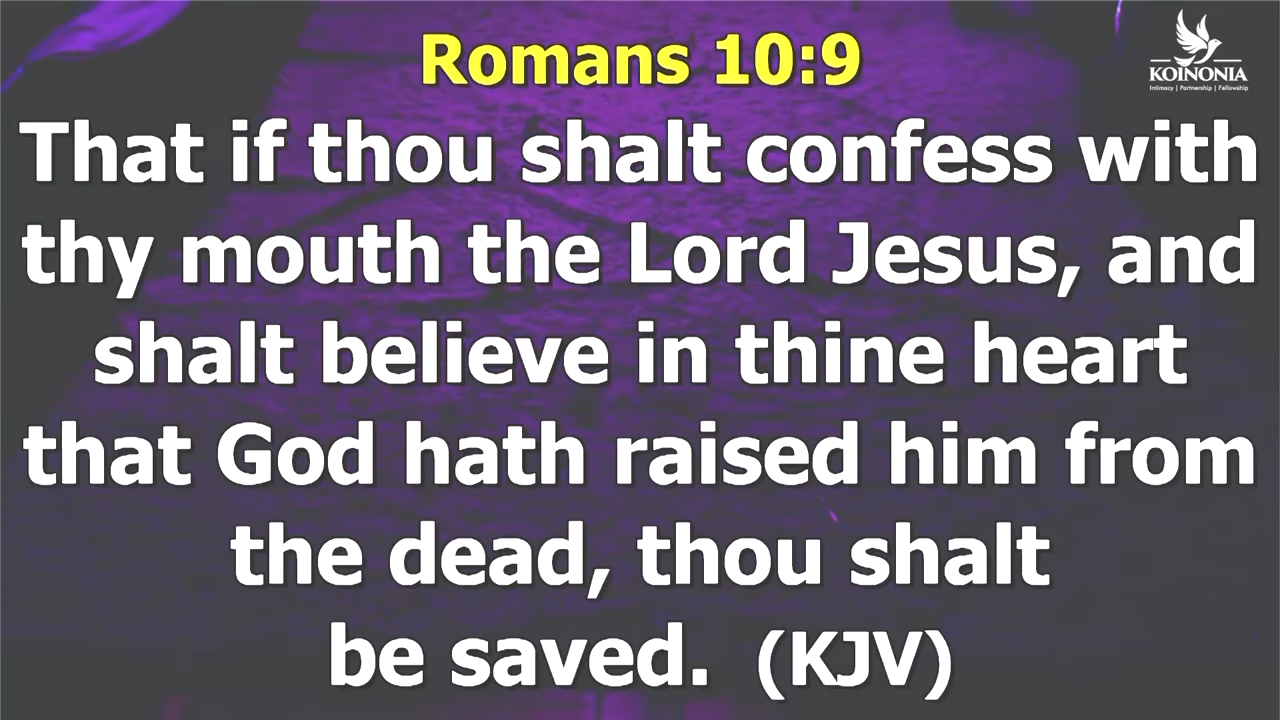 Romans 10:9
KOINONIA
Intimacy | Partnership | Fellowship
That if thou shalt confess with
thy mouth the Lord Jesus, and
shalt believe in thine heart
that God hath raised him from
the dead, thou shalt
be saved. (KJV)